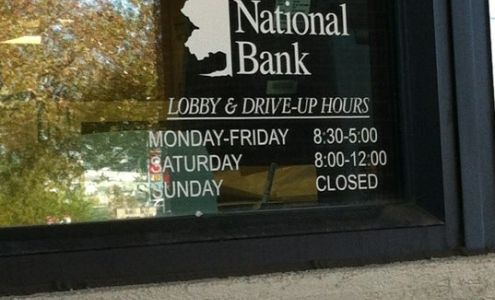 National
Bank
LOBBY & DRIVE-UP HOURS
MONDAY-FRIDAY 8:30-5:00
SATURDAY 8:00-12:00
SUNDAY CLOSED